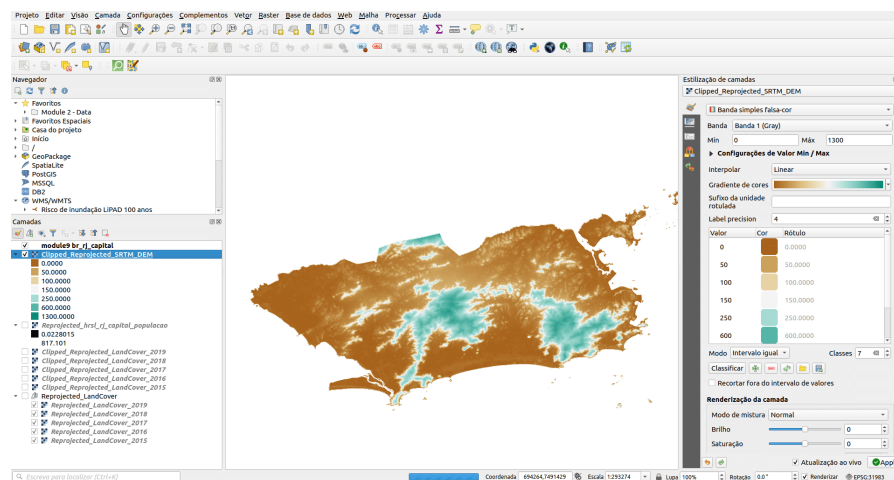 Projeto Editar Visão Camada Configurações Complementos Vetor Raster Base de dados Web Malha Processar Ajuda
Navegador
Favoritos
Module 2 - Data
Favoritos Espaciais
Casa do projeto
Início
/
GeoPackage
SpatiaLite
PostGIS
MSSQL
DB2
WMS/WMTS
Risco de inundação LiPAD 100 anos
Camadas
module9 br_rj_capital
Clipped_Reprojected_SRTM_DEM
0.0000
50.0000
100.0000
150.0000
250.0000
600.0000
1300.0000
Reprojected_hrsl_rj_capital_populacao
0.0228015
817.101
Clipped_Reprojected_LandCover_2019
Clipped_Reprojected_LandCover_2018
Clipped_Reprojected_LandCover_2017
Clipped_Reprojected_LandCover_2016
Clipped_Reprojected_LandCover_2015
Reprojected_LandCover
Reprojected_LandCover_2019
Reprojected_LandCover_2018
Reprojected_LandCover_2017
Reprojected_LandCover_2016
Reprojected_LandCover_2015
Estilização de camadas
Clipped_Reprojected_SRTM_DEM
Banda simples falsa-cor
Banda Banda 1 (Gray)
Mín 0 Máx 1300
Configurações de Valor Min / Max
Interpolar Linear
Gradiente de cores
Sufixo da unidade
rotulada
Label precision 4
Valor Cor Rótulo
0 0.0000
50 50.0000
100 100.0000
150 150.0000
250 250.0000
600 600.0000
Modo Intervalo igual Classes 7
Classificar
Recortar fora do intervalo de valores
Renderização da camada
Modo de mistura Normal
Brilho 0
Saturação 0
Atualização ao vivo Appl
Escreva para localizar (Ctrl+K) Coordenada 694264,7491429 Escala 1:293274 Lupa 100% Rotação 0.0° Renderizar EPSG:31983